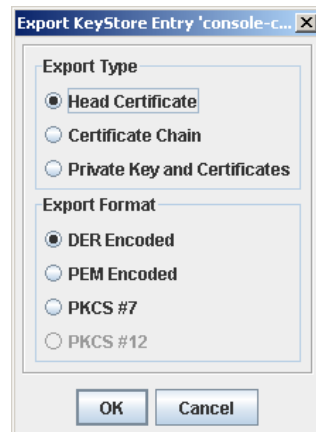 Export KeyStore Entry 'console-c...
Export Type
Head Certificate
Certificate Chain
Private Key and Certificates
Export Format
DER Encoded
PEM Encoded
PKCS #7
PKCS #12
OK
Cancel